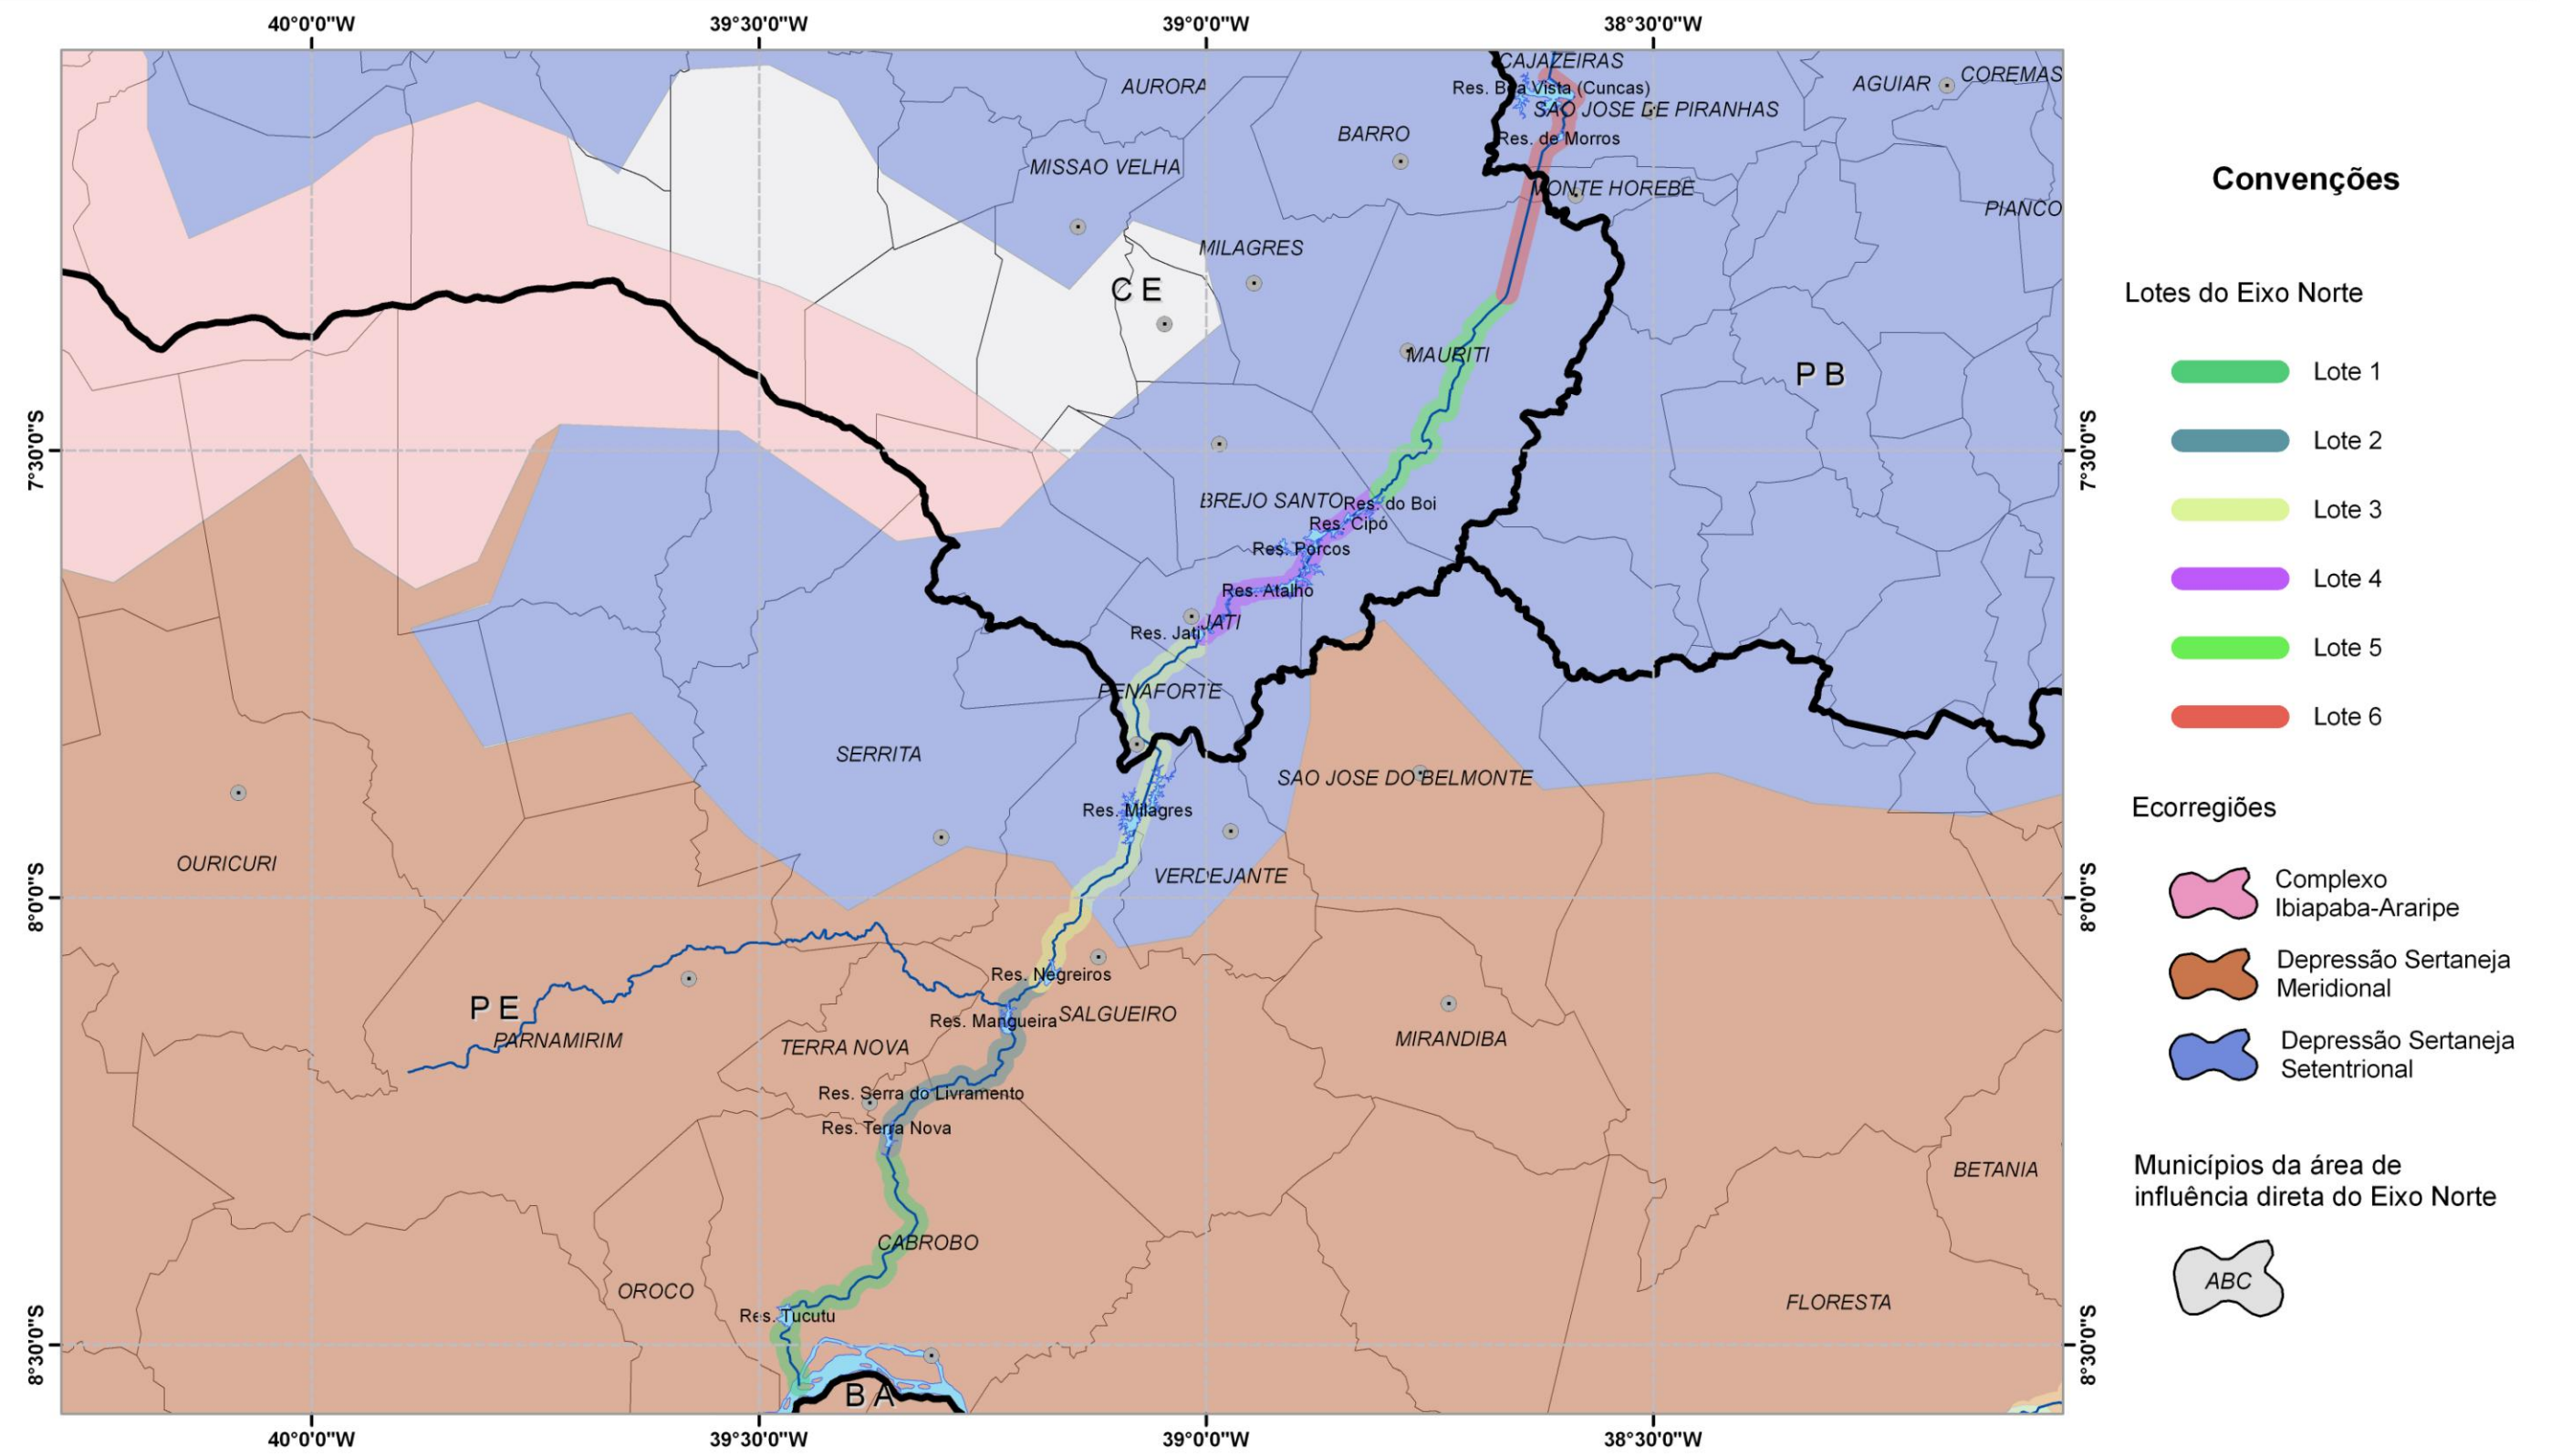 40°0'0"W
39°30'0"W
39°0'0"W
38°30'0"W
CAJAZEIRAS
AURORA
AGUIAR
COREMAS
Res. Boa Vista (Cuncas)
SAO JOSE DE PIRANHAS
BARRO
Res. de Morros
MISSAO VELHA
MONTE HOREBE
PIANCO
MILAGRES
C E
MAURITI
P B
7°30'0"S
7°30'0"S
BREJO SANTO
Res. do Boi
Res. Cipó
Res. Porcos
Res. Atalho
JATI
Res. Jati
PENAFORTE
SERRITA
SAO JOSE DO BELMONTE
Res. Milagres
OURICURI
VERDEJANTE
8°0'0"S
8°0'0"S
Res. Negreiros
P E
SALGUEIRO
Res. Mangueira
PARNAMIRIM
TERRA NOVA
MIRANDIBA
Res. Serra do Livramento
Res. Terra Nova
BETANIA
CABROBO
OROCO
FLORESTA
Res. Tucutu
8°30'0"S
8°30'0"S
B A
40°0'0"W
39°30'0"W
39°0'0"W
38°30'0"W
Convenções
Lotes do Eixo Norte
Lote 1
Lote 2
Lote 3
Lote 4
Lote 5
Lote 6
Ecorregiões
Complexo
Ibiapaba-Araripe
Depressão Sertaneja
Meridional
Depressão Sertaneja
Setentrional
Municípios da área de
influência direta do Eixo Norte
ABC